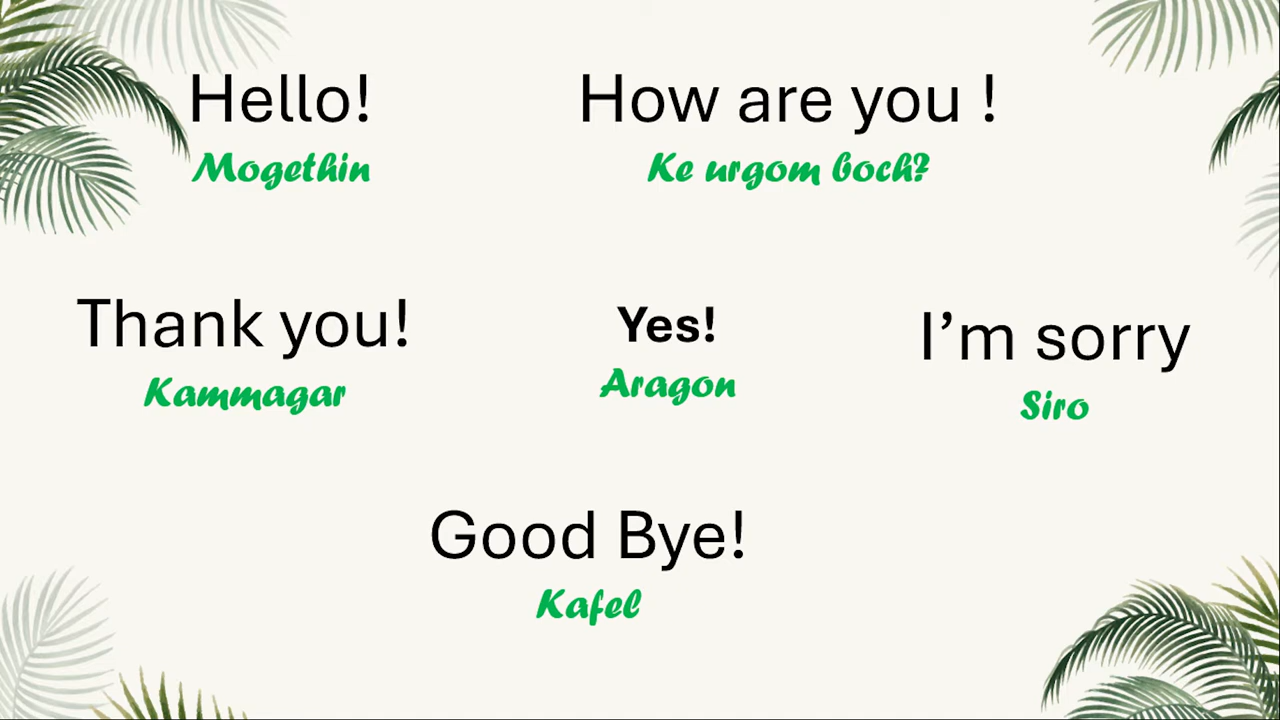 Hello!
Mogethin
How are you !
Ke urgom boch?
Thank you!
Kammagar
Yes!
Aragon
I’m sorry
Siro
Good Bye!
Kafel